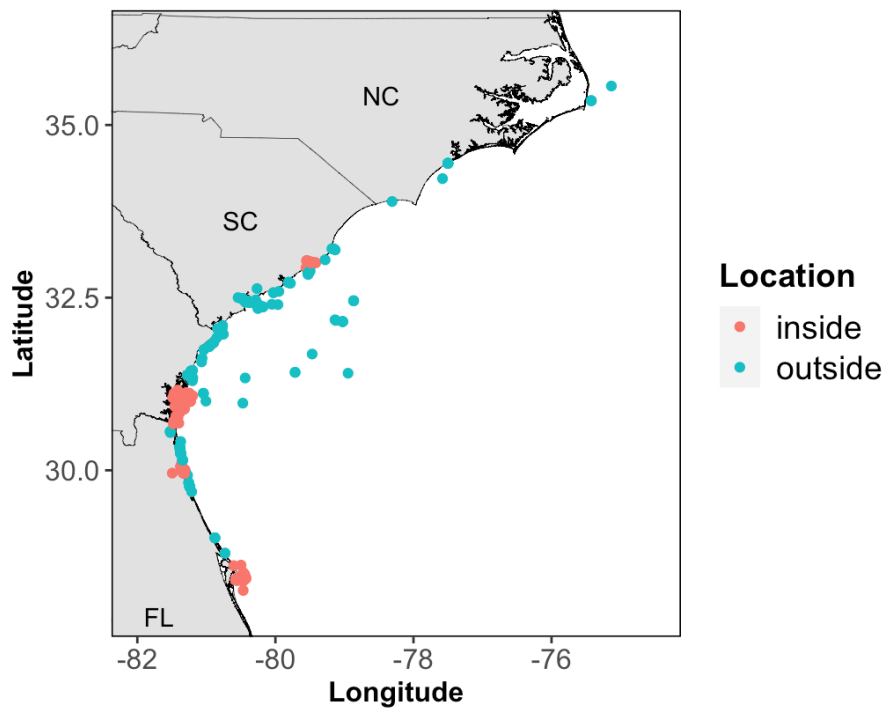 NC
SC
FL
35.0
32.5
30.0
Latitude
-82
-80
-78
-76
Longitude
Location
inside
outside